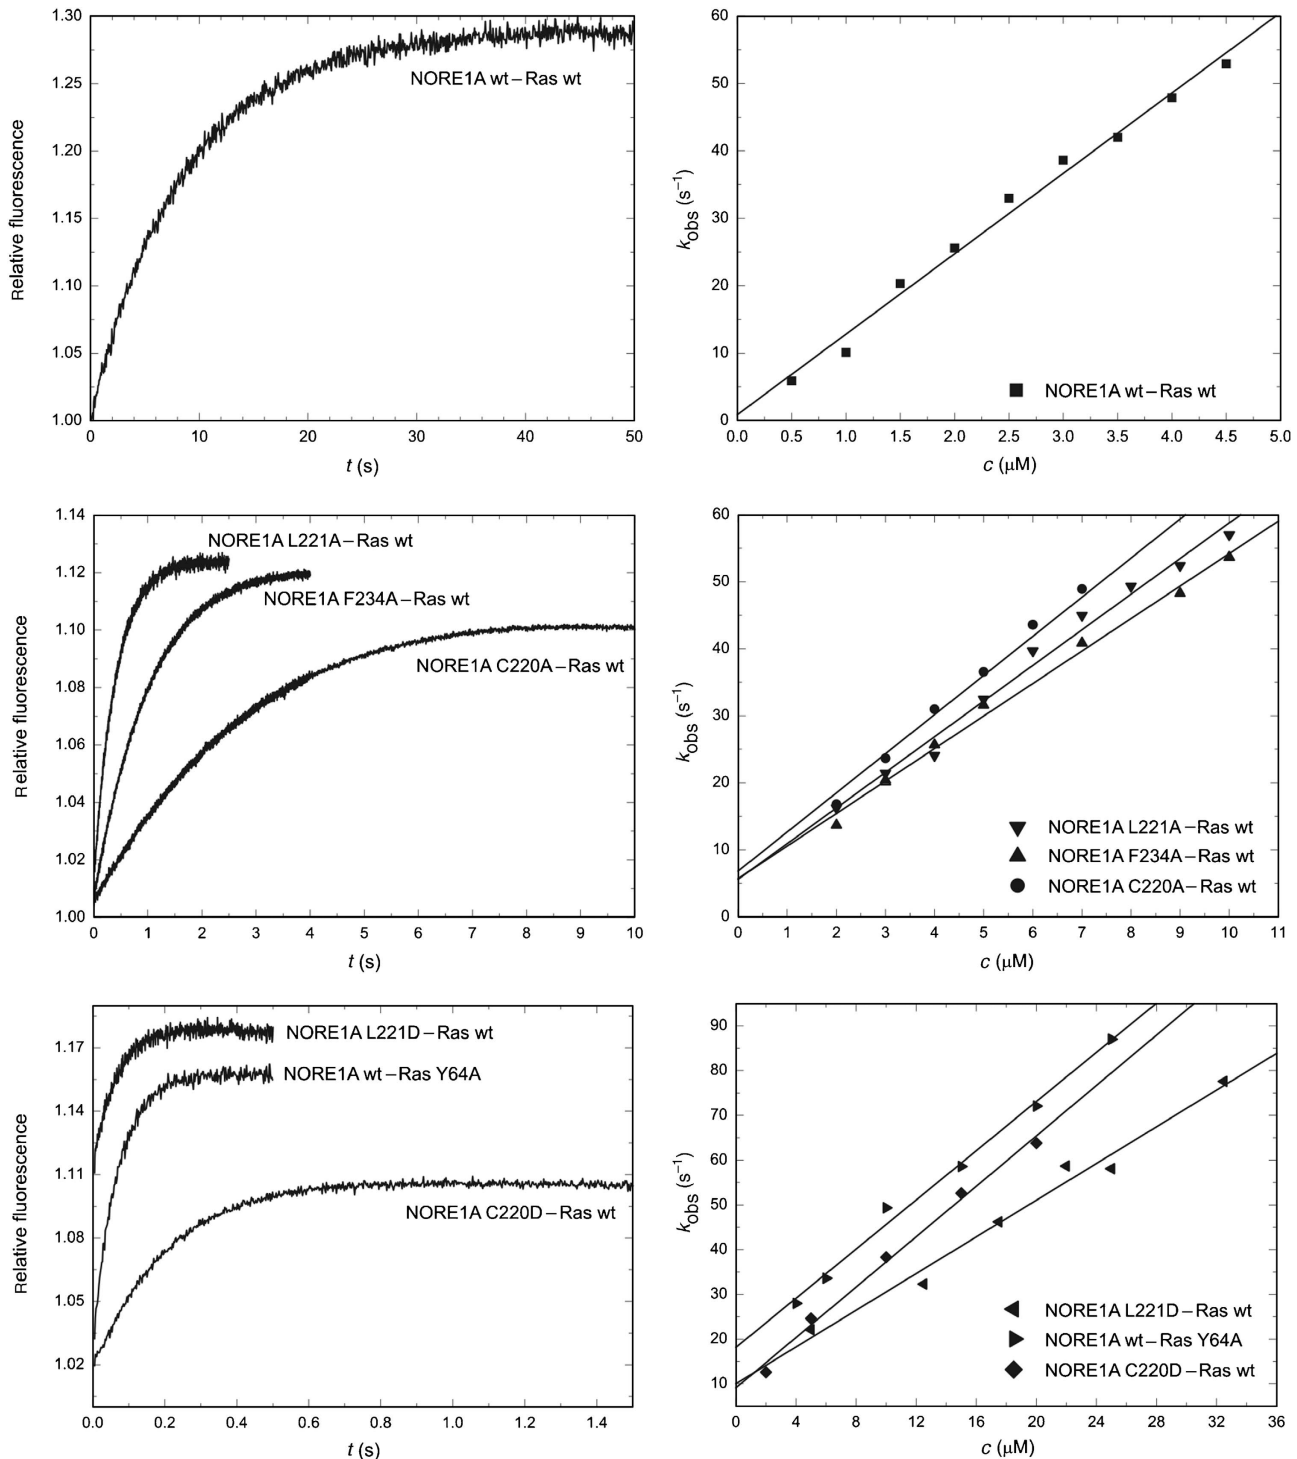 1.30
1.25
1.20
1.15
1.10
1.05
1.00
Relative fluorescence
NORE1A wt–Ras wt
0 10 20 30 40 50
t (s)
60
50
40
30
20
10
0
kobs (s⁻¹)
NORE1A wt–Ras wt
0.0 0.5 1.0 1.5 2.0 2.5 3.0 3.5 4.0 4.5 5.0
c (μM)
1.14
1.12
1.10
1.08
1.06
1.04
1.02
1.00
Relative fluorescence
NORE1A L221A–Ras wt
NORE1A F234A–Ras wt
NORE1A C220A–Ras wt
0 1 2 3 4 5 6 7 8 9 10
t (s)
60
50
40
30
20
10
0
kobs (s⁻¹)
NORE1A L221A–Ras wt
NORE1A F234A–Ras wt
NORE1A C220A–Ras wt
0 1 2 3 4 5 6 7 8 9 10 11
c (μM)
1.17
1.14
1.11
1.08
1.05
1.02
Relative fluorescence
NORE1A L221D–Ras wt
NORE1A wt–Ras Y64A
NORE1A C220D–Ras wt
0.0 0.2 0.4 0.6 0.8 1.0 1.2 1.4
t (s)
90
80
70
60
50
40
30
20
10
kobs (s⁻¹)
NORE1A L221D–Ras wt
NORE1A wt–Ras Y64A
NORE1A C220D–Ras wt
0 4 8 12 16 20 24 28 32 36
c (μM)